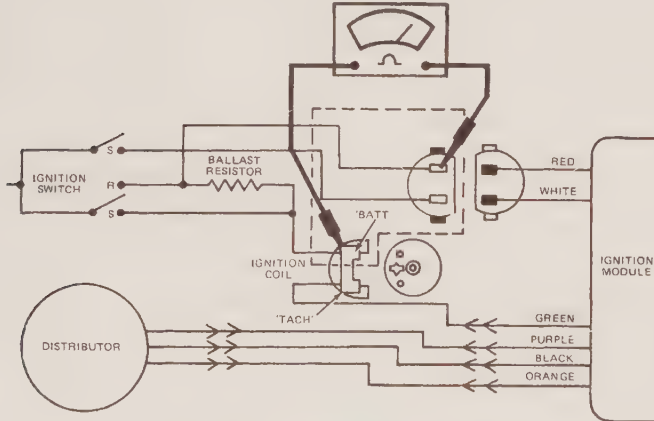 S
IGNITION
SWITCH
R
S
BALLAST
RESISTOR
'BATT
IGNITION
COIL
'TACH'
RED
WHITE
IGNITION
MODULE
GREEN
PURPLE
BLACK
ORANGE
DISTRIBUTOR